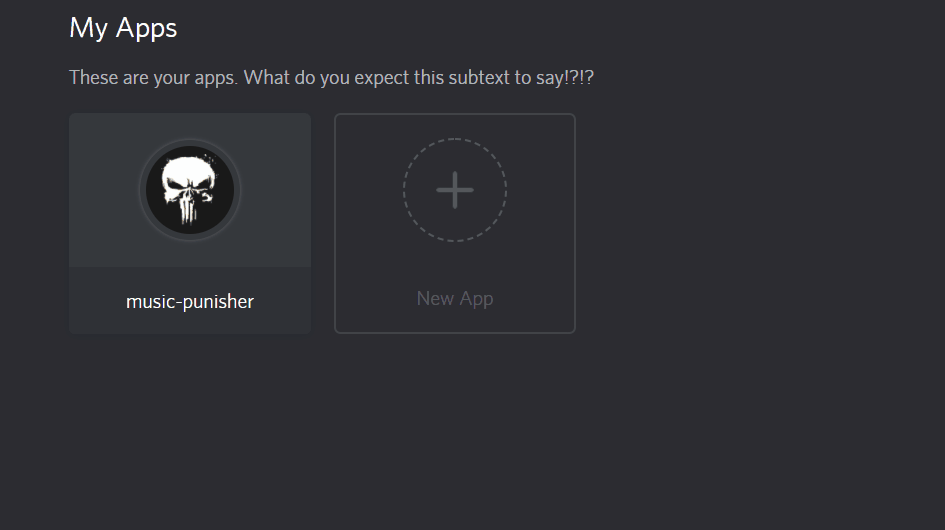 My Apps
These are your apps. What do you expect this subtext to say!?!?
music-punisher
New App